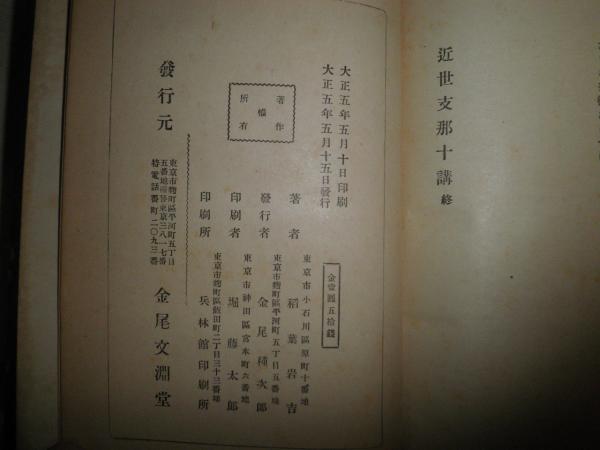 近世支那十講 終
大正五年五月十日印刷
大正五年五月十五日發行
著作
權
所有
金壹圓五拾錢
東京市小石川區原町十番地
著者 稻葉岩吉
東京市麹町區平河町五丁目五番地
發行者 金尾種次郎
東京市神田區宮本町六番地
印刷者 堀藤太郎
東京市麹町區飯田町二丁目三十三番地
印刷所 兵林館印刷所
發行元
東京市麹町區平河町五丁目
五番地振替東京三八一七番
特電話番町二〇九三番
金尾文淵堂